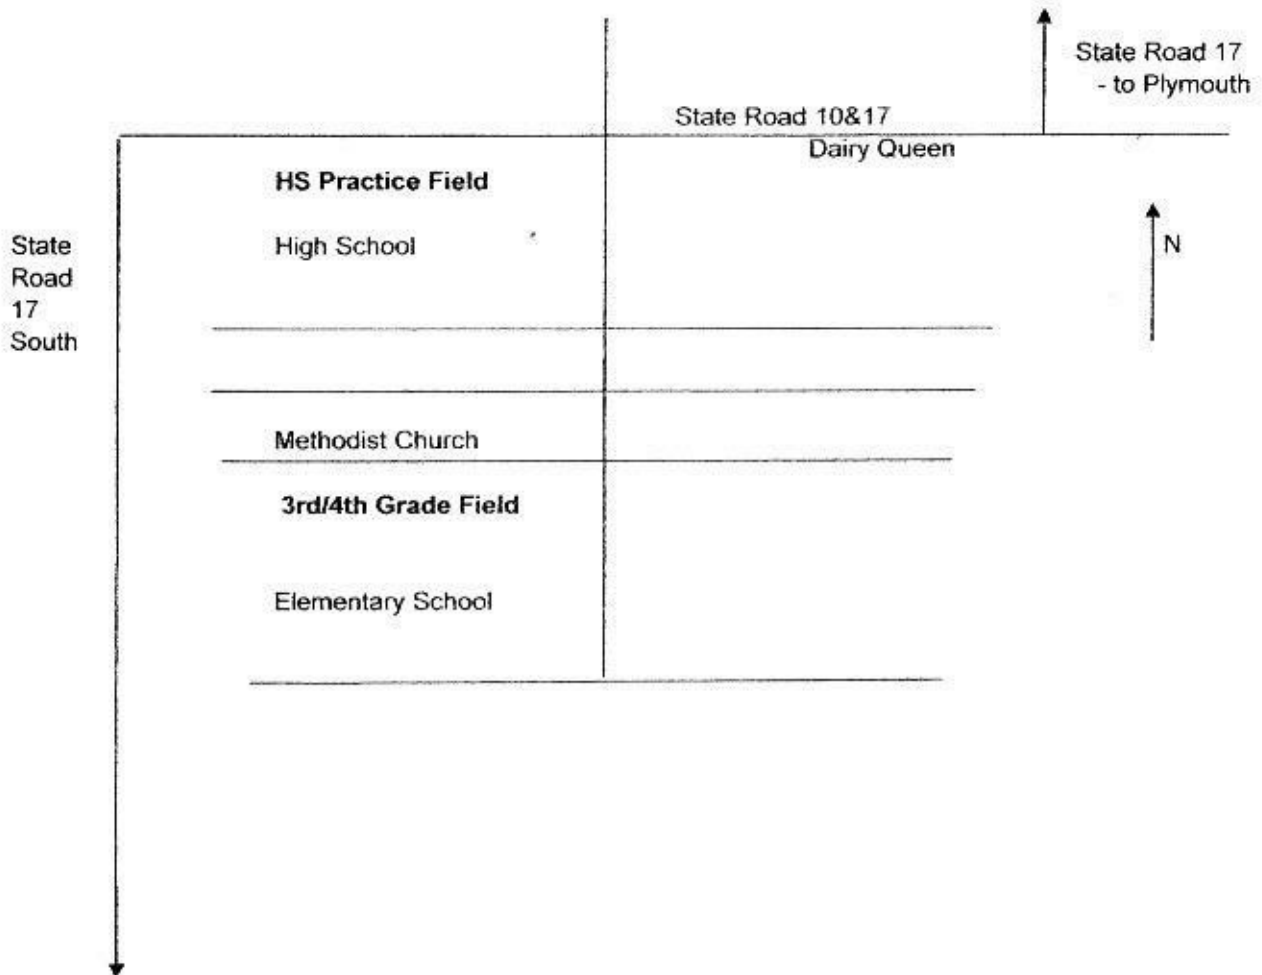 State Road 17
- to Plymouth
State Road 10&17
Dairy Queen
HS Practice Field
High School
State
Road
17
South
N
Methodist Church
3rd/4th Grade Field
Elementary School